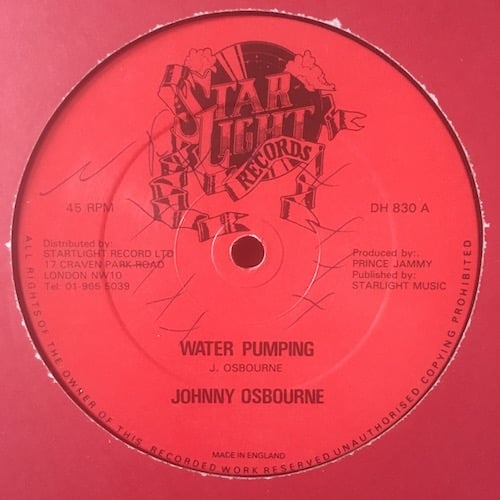 STAR
LIGHT
RECORDS
45 RPM
DH 830 A
Distributed by:
STARTLIGHT RECORD LTD
17 CRAVEN PARK ROAD
LONDON NW10
Tel: 01-965 5039
Produced by:.
PRINCE JAMMY
Published by:
STARLIGHT MUSIC
WATER PUMPING
J. OSBOURNE
JOHNNY OSBOURNE
MADE IN ENGLAND
ALL RIGHTS OF THE OWNER OF THIS RECORDED WORK RESERVED UNAUTHORISED COPYING PROHIBITED